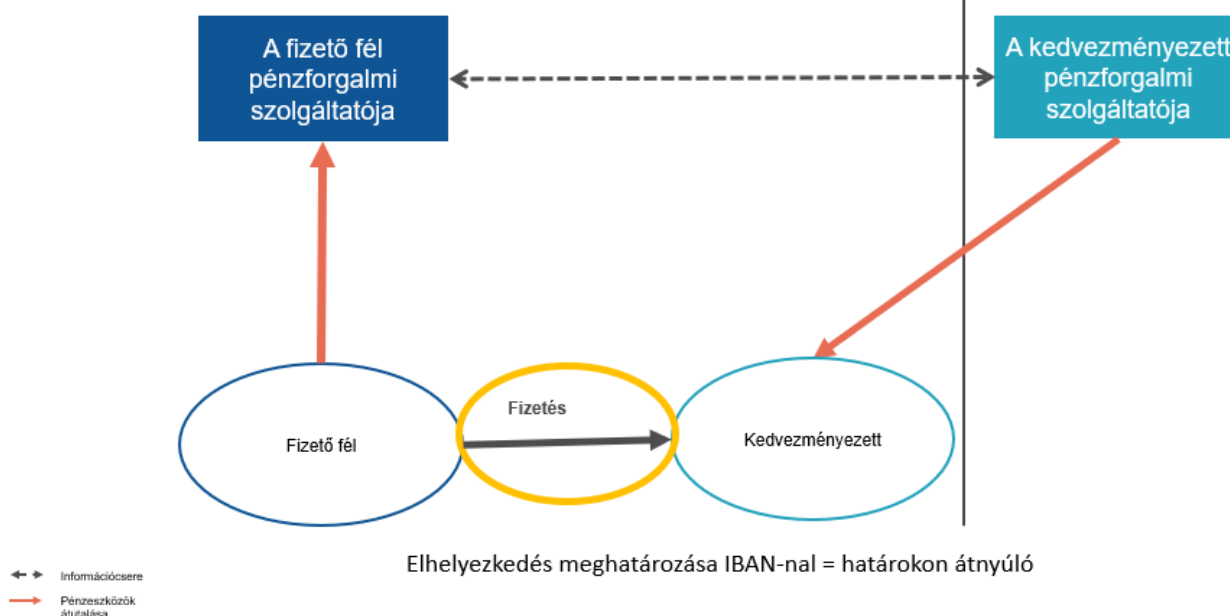 A fizető fél
pénzforgalmi
szolgáltatója
A kedvezményezett
pénzforgalmi
szolgáltatója
Fizetés
Fizető fél
Kedvezményezett
Elhelyezkedés meghatározása IBAN-nal = határokon átnyúló
Információcsere
Pénzeszközök
átutalása